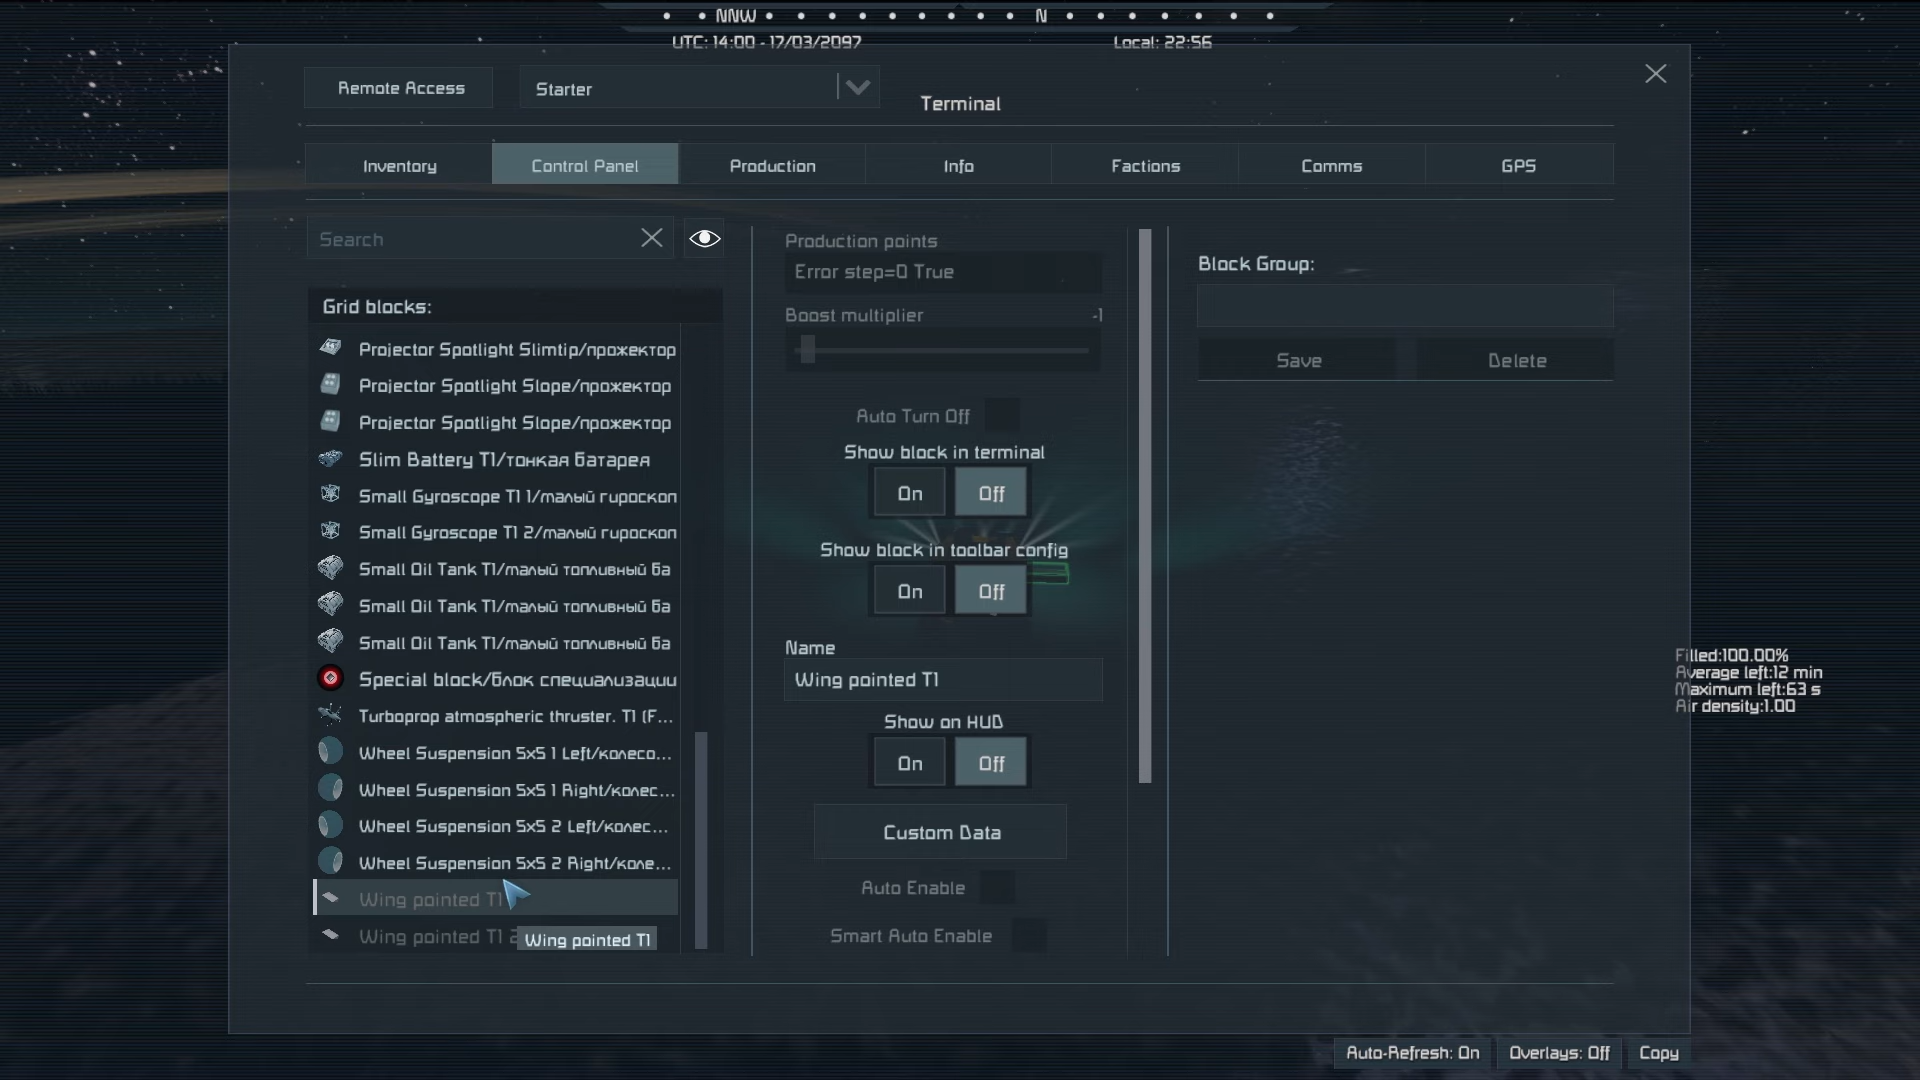 NNW N
UTC: 14:00 - 17/03/2097 Local: 22:56
Remote Access Starter
Terminal
Inventory Control Panel Production Info Factions Comms GPS
Search
Grid blocks:
Projector Spotlight Slimtip/прожектор
Projector Spotlight Slope/прожектор
Projector Spotlight Slope/прожектор
Slim Battery T1/тонкая батарея
Small Gyroscope T1 1/малый гироскоп
Small Gyroscope T1 2/малый гироскоп
Small Oil Tank T1/малый топливный ба
Small Oil Tank T1/малый топливный ба
Small Oil Tank T1/малый топливный ба
Special block/блок специализации
Turboprop atmospheric thruster. T1 (F...
Wheel Suspension 5x5 1 Left/колесо...
Wheel Suspension 5x5 1 Right/колес...
Wheel Suspension 5x5 2 Left/колес...
Wheel Suspension 5x5 2 Right/коле...
Wing pointed T1
Wing pointed T1 2
Wing pointed T1
Production points
Error step=0 True
Boost multiplier -1
Auto Turn Off
Show block in terminal
On Off
Show block in toolbar config
On Off
Name
Wing pointed T1
Show on HUD
On Off
Custom Data
Auto Enable
Smart Auto Enable
Block Group:
Save Delete
Filled:100.00%
Average left:12 min
Maximum left:63 s
Air density:1.00
Auto-Refresh: On Overlays: Off Copy